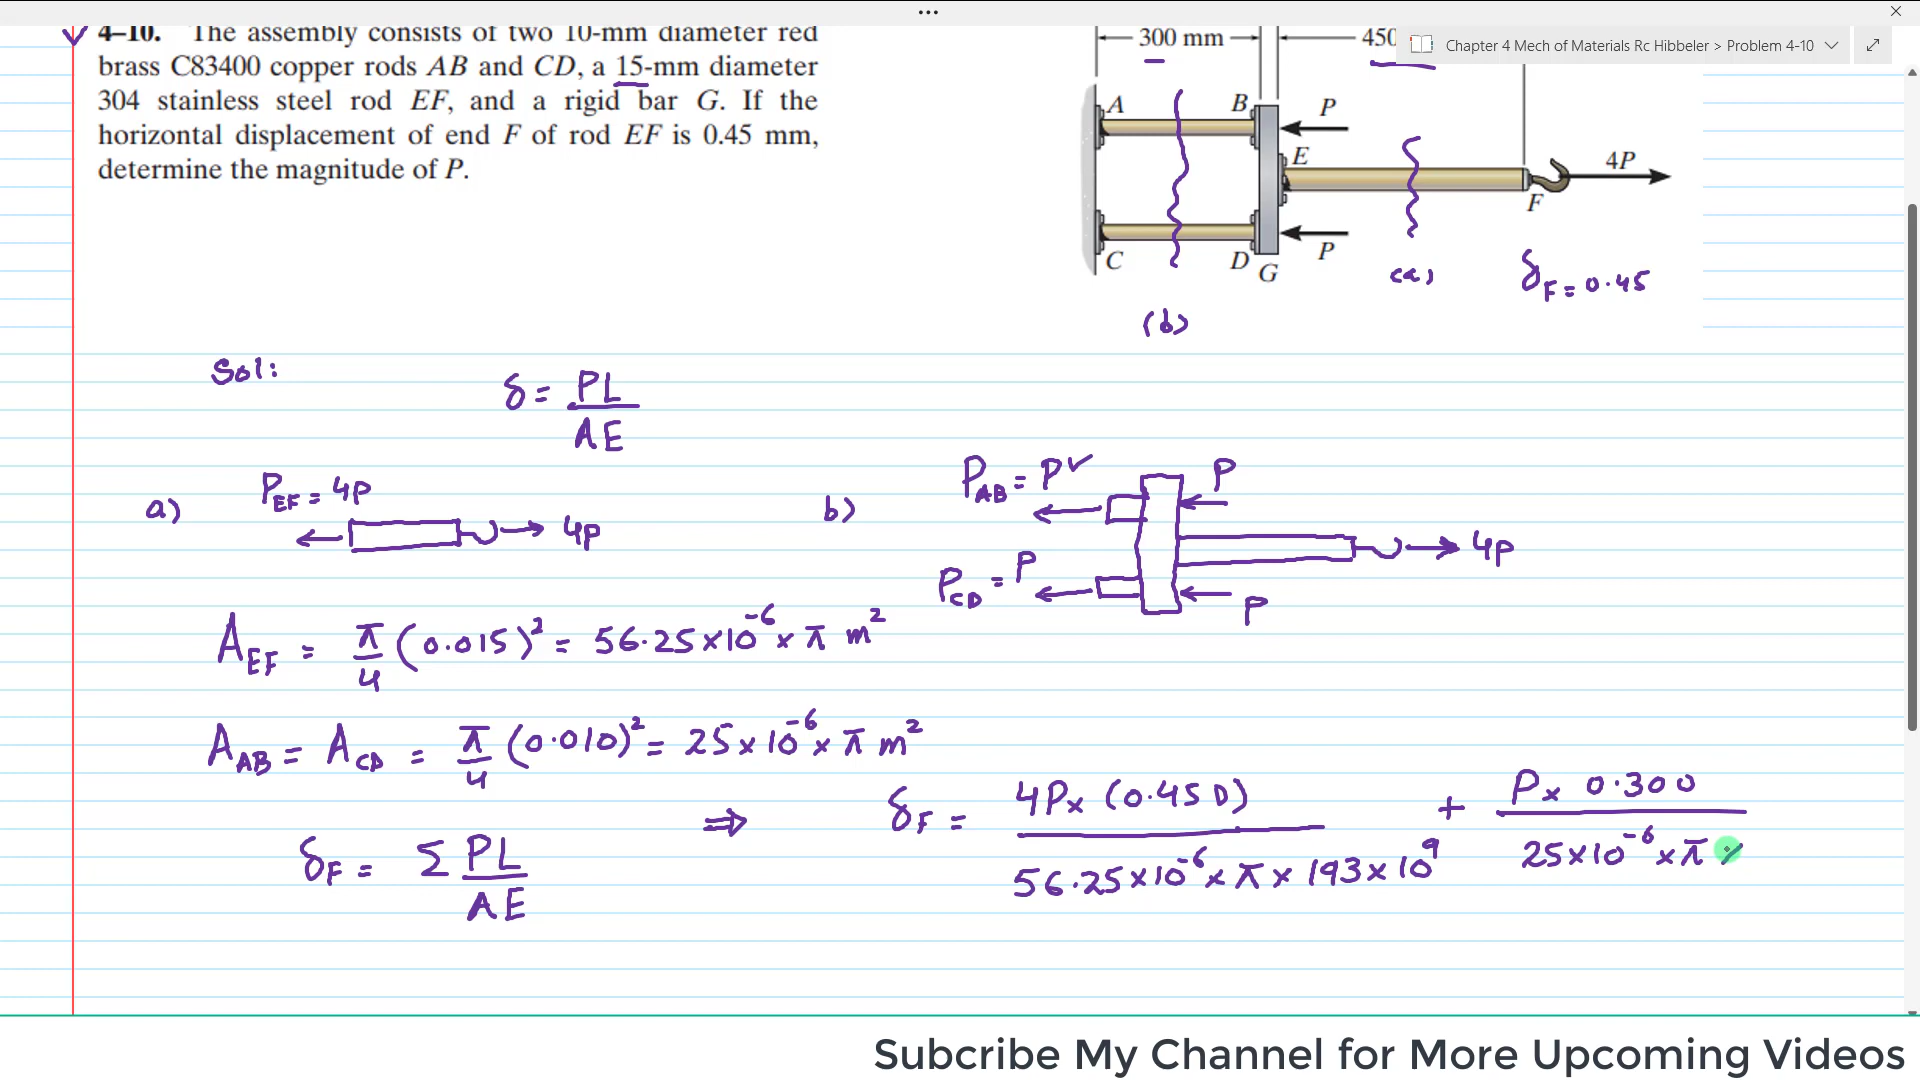 4–10. The assembly consists of two 10-mm diameter red
brass C83400 copper rods AB and CD, a 15-mm diameter
304 stainless steel rod EF, and a rigid bar G. If the
horizontal displacement of end F of rod EF is 0.45 mm,
determine the magnitude of P.
300 mm
450
Chapter 4 Mech of Materials Rc Hibbeler > Problem 4-10
A
B
P
E
4P
F
C
D
G
P
(a)
δF = 0.45
(b)
Sol:
δ = PL / AE
a)
PEF = 4P
4P
b)
PAB = P ✓
P
4P
PCD = P
P
AEF = π/4 (0.015)² = 56.25 × 10⁻⁶ × π m²
AAB = ACD = π/4 (0.010)² = 25 × 10⁻⁶ × π m²
δF = Σ PL / AE
⇒ δF = 4P × (0.450) / 56.25 × 10⁻⁶ × π × 193 × 10⁹ + P × 0.300 / 25 × 10⁻⁶ × π ×
Subcribe My Channel for More Upcoming Videos